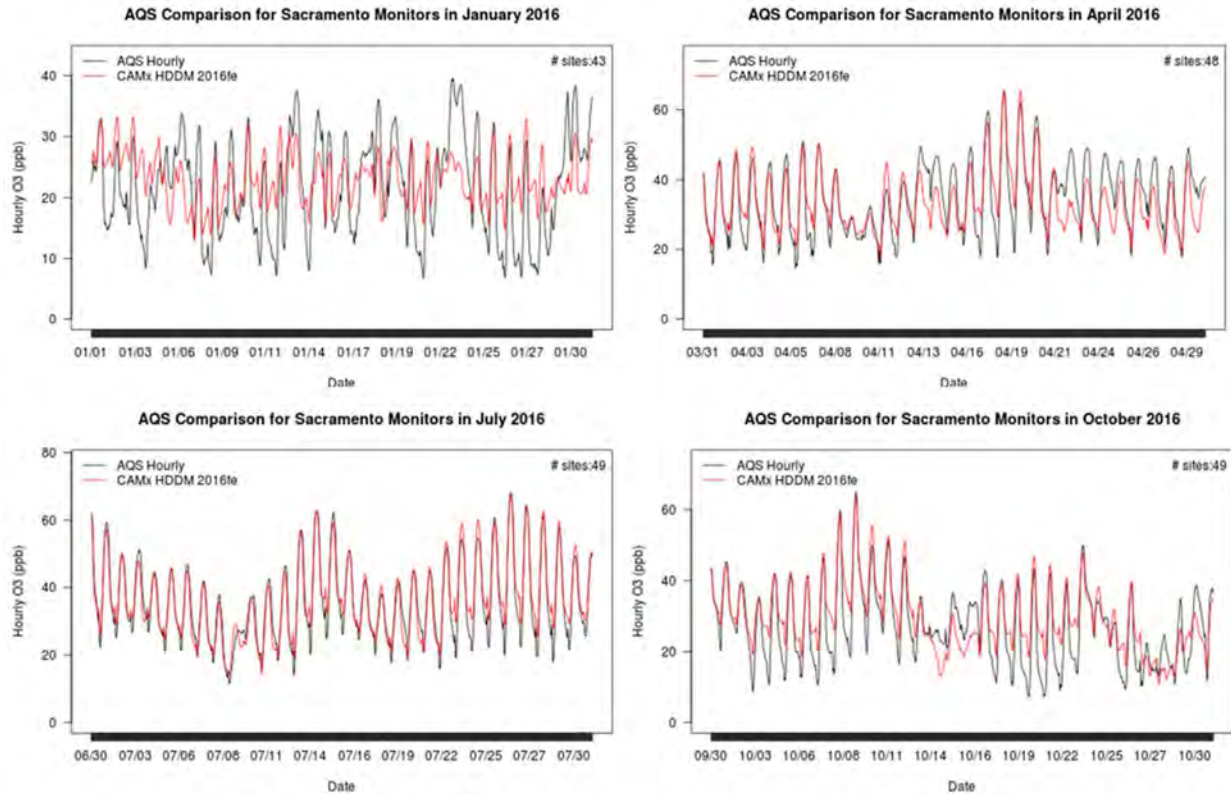 AQS Comparison for Sacramento Monitors in January 2016
AQS Hourly
CAMx HDDM 2016fe
# sites:43
Hourly O3 (ppb)
40
30
20
10
0
01/01 01/03 01/06 01/09 01/11 01/14 01/17 01/19 01/22 01/25 01/27 01/30
Date
AQS Comparison for Sacramento Monitors in April 2016
AQS Hourly
CAMx HDDM 2016fe
# sites:48
Hourly O3 (ppb)
60
40
20
0
03/31 04/03 04/05 04/08 04/11 04/13 04/16 04/19 04/21 04/24 04/26 04/29
Date
AQS Comparison for Sacramento Monitors in July 2016
AQS Hourly
CAMx HDDM 2016fe
# sites:49
Hourly O3 (ppb)
80
60
40
20
0
06/30 07/03 07/06 07/08 07/11 07/14 07/17 07/19 07/22 07/25 07/27 07/30
Date
AQS Comparison for Sacramento Monitors in October 2016
AQS Hourly
CAMx HDDM 2016fe
# sites:49
Hourly O3 (ppb)
60
40
20
0
09/30 10/03 10/06 10/08 10/11 10/14 10/16 10/19 10/22 10/24 10/27 10/30
Date